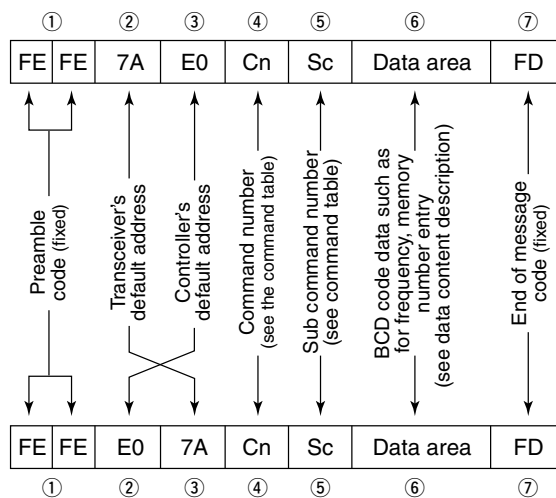 ① ② ③ ④ ⑤ ⑥ ⑦
FE FE 7A E0 Cn Sc Data area FD
Preamble
code (fixed)
Transceiver's
default address
Controller's
default address
Command number
(see the command table)
Sub command number
(see command table)
BCD code data such as
for frequency, memory
number entry
(see data content description)
End of message
code (fixed)
FE FE E0 7A Cn Sc Data area FD
① ② ③ ④ ⑤ ⑥ ⑦